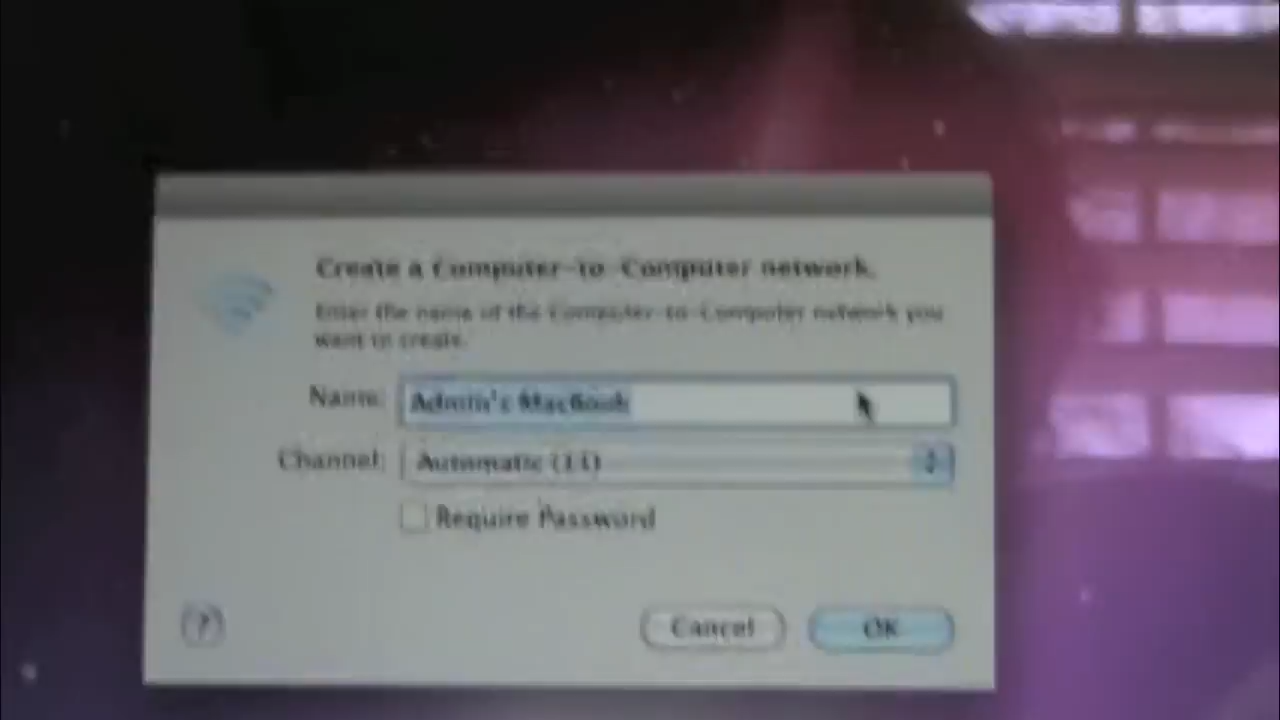 Create a Computer-to-Computer network.
Enter the name of the Computer-to-Computer network you
want to create.
Name: Admin's MacBook
Channel: Automatic (11)
Require Password
? Cancel OK